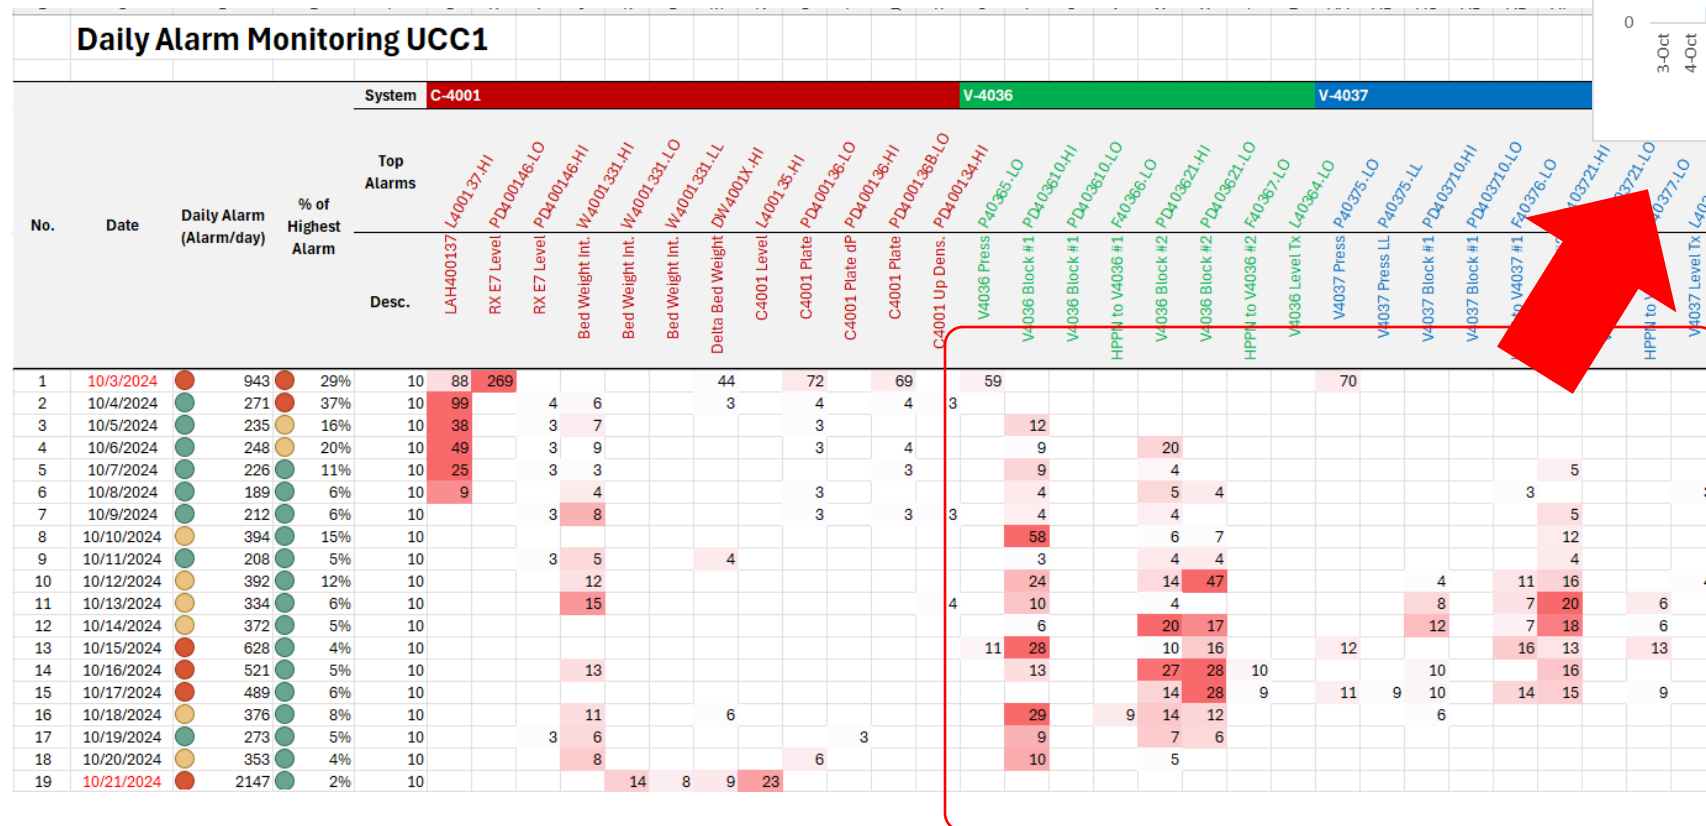 0
3-Oct
4-Oct
Daily Alarm Monitoring UCC1
System C-4001 V-4036 V-4037
No. Date Daily Alarm (Alarm/day) % of Highest Alarm
Top Alarms
L400137.HI PD400146.LO PD400146.HI W4001331.HI W4001331.LO W4001331.LL DW4001X.HI L400135.HI PD400136.LO PD400136.HI PD400136B.LO PD400134.HI P40365.LO PD403610.HI PD403610.LO F40366.LO PD403621.HI PD403621.LO F40367.LO L40364.LO P40375.LO P40375.LL PD403710.HI PD403710.LO F40376.LO 403721.HI 3721.LO 40377.LO
Desc.
LAH400137 RX E7 Level RX E7 Level Bed Weight Int. Bed Weight Int. Bed Weight Int. Delta Bed Weight C4001 Level C4001 Plate C4001 Plate dP C4001 Plate C4001 Up Dens. V4036 Press V4036 Block #1 V4036 Block #1 HPPN to V4036 #1 V4036 Block #2 V4036 Block #2 HPPN to V4036 #2 V4036 Level Tx V4037 Press V4037 Press LL V4037 Block #1 V4037 Block #1 to V4037 #1 HPPN to V4037 Level Tx
1 10/3/2024 943 29% 10 88 269 44 72 69 59 70
2 10/4/2024 271 37% 10 99 4 6 3 4 4 3
3 10/5/2024 235 16% 10 38 3 7 3 12
4 10/6/2024 248 20% 10 49 3 9 3 4 9 20
5 10/7/2024 226 11% 10 25 3 3 3 9 4 5
6 10/8/2024 189 6% 10 9 4 3 4 5 4 3
7 10/9/2024 212 6% 10 3 8 3 3 3 4 4 5
8 10/10/2024 394 15% 10 58 6 7 12
9 10/11/2024 208 5% 10 3 5 4 3 4 4 4
10 10/12/2024 392 12% 10 12 24 14 47 4 11 16
11 10/13/2024 334 6% 10 15 4 10 4 8 7 20 6
12 10/14/2024 372 5% 10 6 20 17 12 7 18 6
13 10/15/2024 628 4% 10 11 28 10 16 12 16 13 13
14 10/16/2024 521 5% 10 13 13 27 28 10 10 16
15 10/17/2024 489 6% 10 14 28 9 11 9 10 14 15 9
16 10/18/2024 376 8% 10 11 6 29 9 14 12 6
17 10/19/2024 273 5% 10 3 6 3 9 7 6
18 10/20/2024 353 4% 10 8 6 10 5
19 10/21/2024 2147 2% 10 14 8 9 23